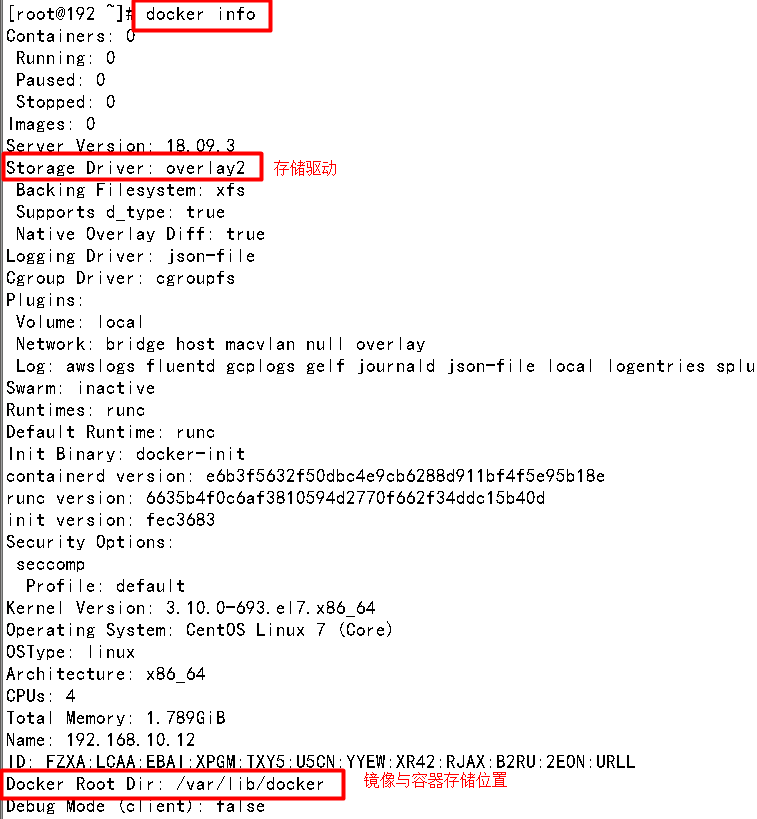 [root@192 ~]# docker info
Containers: 0
Running: 0
Paused: 0
Stopped: 0
Images: 0
Server Version: 18.09.3
Storage Driver: overlay2 存储驱动
Backing Filesystem: xfs
Supports d_type: true
Native Overlay Diff: true
Logging Driver: json-file
Cgroup Driver: cgroupfs
Plugins:
Volume: local
Network: bridge host macvlan null overlay
Log: awslogs fluentd gcplogs gelf journald json-file local logentries splu
Swarm: inactive
Runtimes: runc
Default Runtime: runc
Init Binary: docker-init
containerd version: e6b3f5632f50dbc4e9cb6288d911bf4f5e95b18e
runc version: 6635b4f0c6af3810594d2770f662f34ddc15b40d
init version: fec3683
Security Options:
seccomp
Profile: default
Kernel Version: 3.10.0-693.el7.x86_64
Operating System: CentOS Linux 7 (Core)
OSType: linux
Architecture: x86_64
CPUs: 4
Total Memory: 1.789GiB
Name: 192.168.10.12
ID: FZXA:LCAA:EBAI:XPGM:TXY5:U5CN:YYEW:XR42:RJAX:B2RU:2EON:URLL
Docker Root Dir: /var/lib/docker 镜像与容器存储位置
Debug Mode (client): false